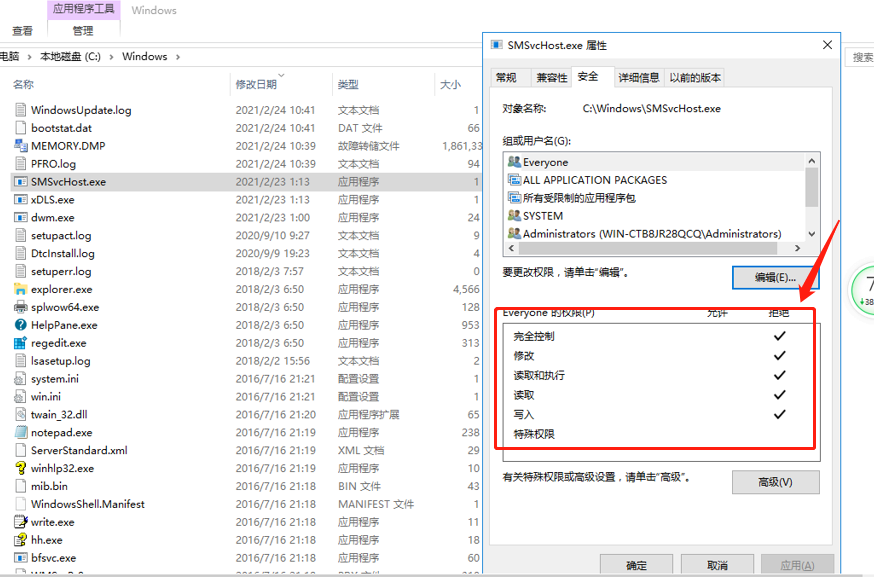 应用程序工具
Windows
查看
管理
电脑 › 本地磁盘 (C:) › Windows ›
搜索
名称 修改日期 类型 大小
WindowsUpdate.log 2021/2/24 10:41 文本文档 1
bootstat.dat 2021/2/24 10:41 DAT 文件 66
MEMORY.DMP 2021/2/24 10:39 故障转储文件 1,861,33
PFRO.log 2021/2/24 10:39 文本文档 94
SMSvcHost.exe 2021/2/23 1:13 应用程序 1
xDLS.exe 2021/2/23 1:13 应用程序 1
dwm.exe 2021/2/23 1:00 应用程序 24
setupact.log 2020/9/10 9:27 文本文档 9
DtcInstall.log 2020/9/9 19:23 文本文档 4
setuperr.log 2018/2/3 7:57 文本文档 0
explorer.exe 2018/2/3 6:50 应用程序 4,566
splwow64.exe 2018/2/3 6:50 应用程序 128
HelpPane.exe 2018/2/3 6:50 应用程序 953
regedit.exe 2018/2/3 6:50 应用程序 313
lsasetup.log 2018/2/2 15:56 文本文档 2
system.ini 2016/7/16 21:21 配置设置 1
win.ini 2016/7/16 21:21 配置设置 1
twain_32.dll 2016/7/16 21:20 应用程序扩展 65
notepad.exe 2016/7/16 21:19 应用程序 238
ServerStandard.xml 2016/7/16 21:19 XML 文档 29
winhlp32.exe 2016/7/16 21:19 应用程序 10
mib.bin 2016/7/16 21:18 BIN 文件 43
WindowsShell.Manifest 2016/7/16 21:18 MANIFEST 文件 1
write.exe 2016/7/16 21:18 应用程序 11
hh.exe 2016/7/16 21:18 应用程序 18
bfsvc.exe 2016/7/16 21:18 应用程序 60
SMSvcHost.exe 属性
常规 兼容性 安全 详细信息 以前的版本
对象名称: C:\Windows\SMSvcHost.exe
组或用户名(G):
Everyone
ALL APPLICATION PACKAGES
所有受限制的应用程序包
SYSTEM
Administrators (WIN-CTB8JR28QCQ\Administrators)
要更改权限，请单击"编辑"。
编辑(E)...
Everyone 的权限(P) 允许 拒绝
完全控制
修改
读取和执行
读取
写入
特殊权限
有关特殊权限或高级设置，请单击"高级"。
高级(V)
确定 取消 应用(A)
7
38